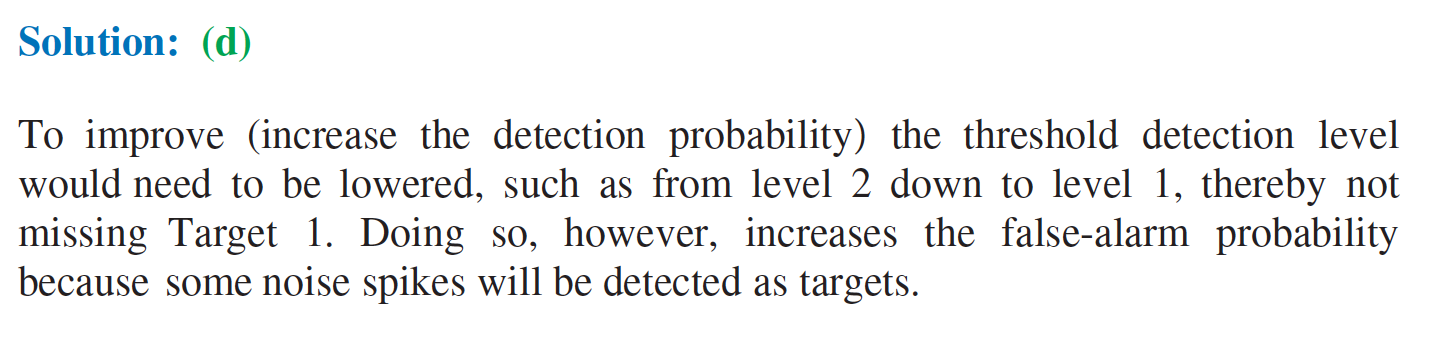 Solution: (d)
To improve (increase the detection probability) the threshold detection level
would need to be lowered, such as from level 2 down to level 1, thereby not
missing Target 1. Doing so, however, increases the false-alarm probability
because some noise spikes will be detected as targets.